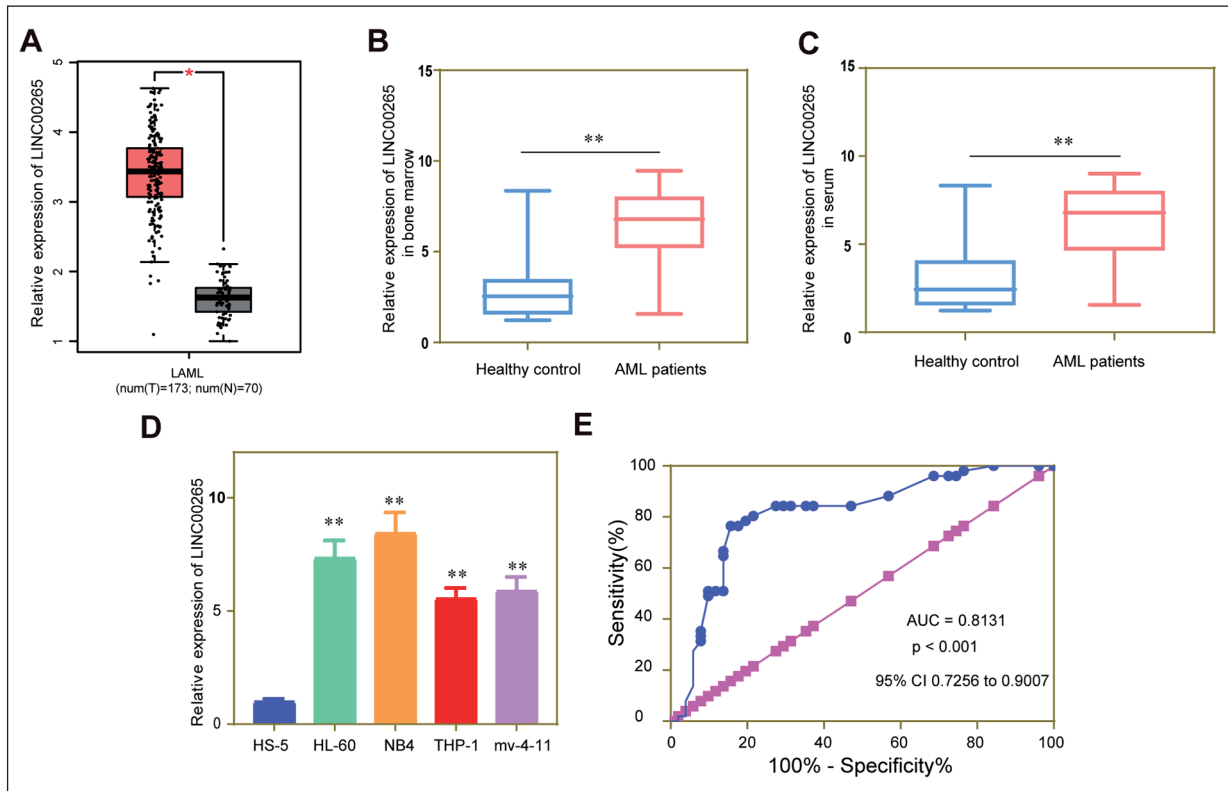 A
Relative expression of LINC00265
5
4
3
2
1
*
LAML
(num(T)=173; num(N)=70)
B
Relative expression of LINC00265
in bone marrow
15
10
5
0
**
Healthy control
AML patients
C
Relative expression of LINC00265
in serum
15
10
5
0
**
Healthy control
AML patients
D
Relative expression of LINC00265
10
5
0
**
**
**
**
HS-5
HL-60
NB4
THP-1
mv-4-11
E
Sensitivity(%)
100
80
60
40
20
0
AUC = 0.8131
p < 0.001
95% CI 0.7256 to 0.9007
0
20
40
60
80
100
100% - Specificity%